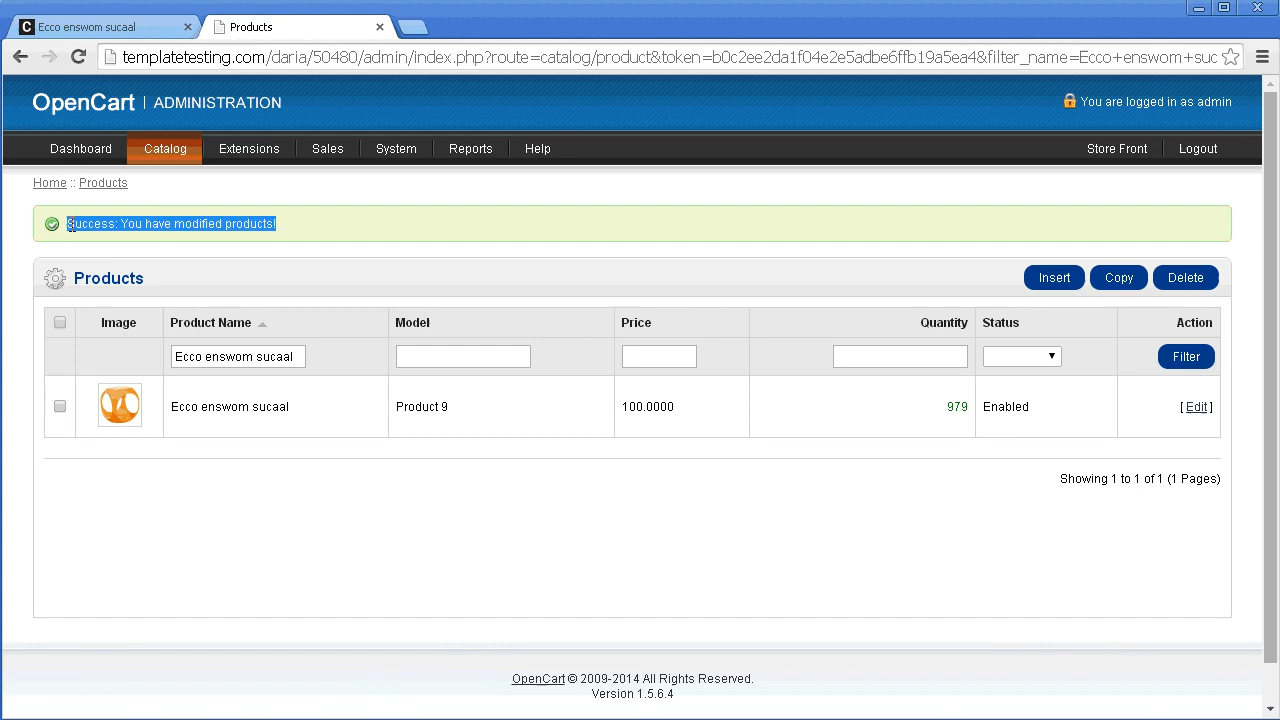 Ecco enswom sucaal
Products
templatetesting.com/daria/50480/admin/index.php?route=catalog/product&token=b0c2ee2da1f04e2e5adbe6ffb19a5ea4&filter_name=Ecco+enswom+suc
OpenCart | ADMINISTRATION
You are logged in as admin
Dashboard Catalog Extensions Sales System Reports Help Store Front Logout
Home :: Products
Success: You have modified products!
Products Insert Copy Delete
Image Product Name Model Price Quantity Status Action
Ecco enswom sucaal Filter
Ecco enswom sucaal Product 9 100.0000 979 Enabled [ Edit ]
Showing 1 to 1 of 1 (1 Pages)
OpenCart © 2009-2014 All Rights Reserved.
Version 1.5.6.4